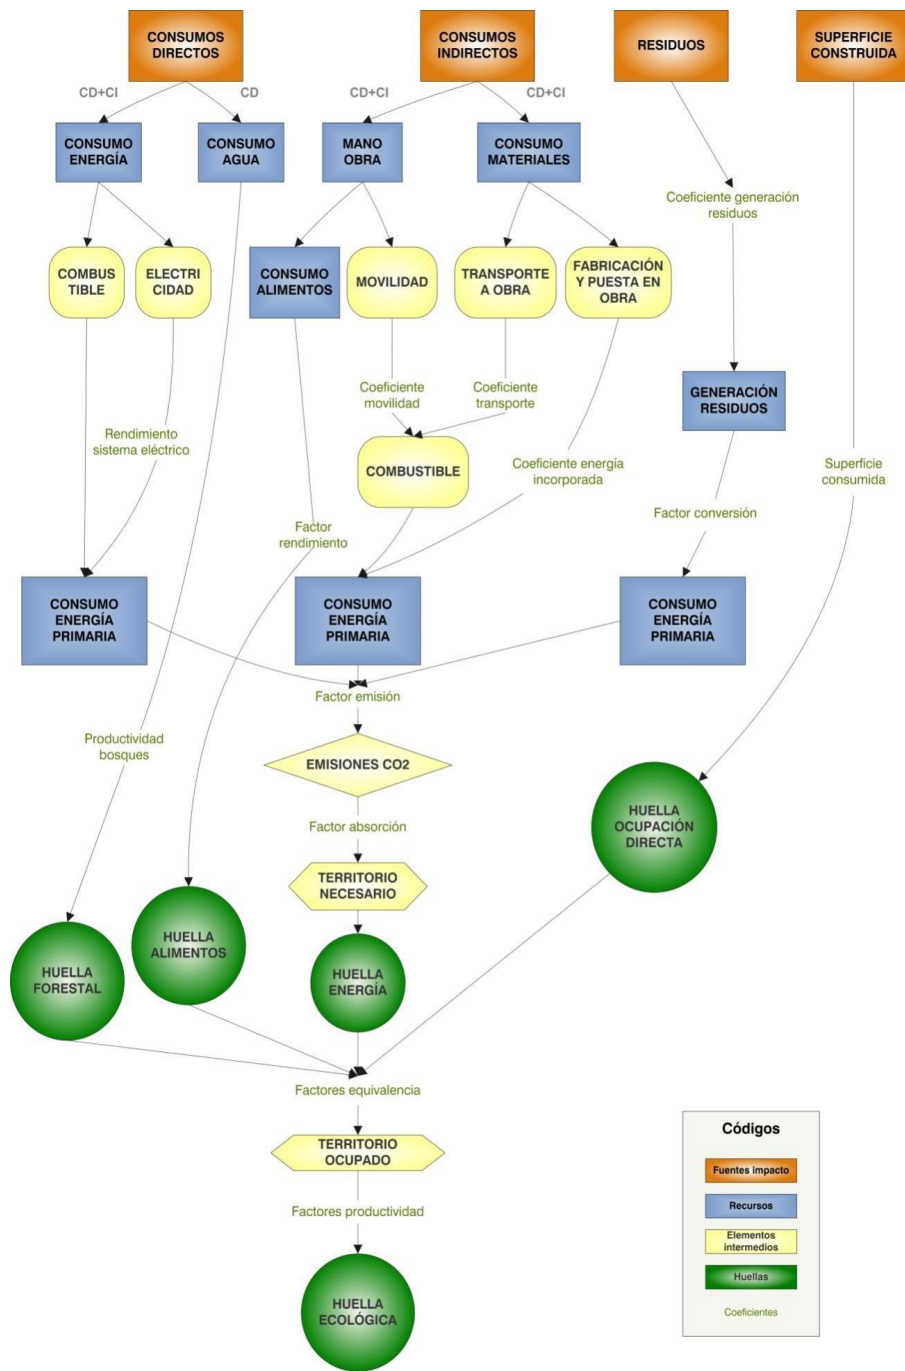 CONSUMOS
DIRECTOS
CONSUMOS
INDIRECTOS
RESIDUOS
SUPERFICIE
CONSTRUIDA
CD+CI
CD
CD+CI
CD+CI
CONSUMO
ENERGÍA
CONSUMO
AGUA
MANO
OBRA
CONSUMO
MATERIALES
Coeficiente generación
residuos
COMBUS
TIBLE
ELECTRI
CIDAD
CONSUMO
ALIMENTOS
MOVILIDAD
TRANSPORTE
A OBRA
FABRICACIÓN
Y PUESTA EN
OBRA
Coeficiente
movilidad
Coeficiente
transporte
GENERACIÓN
RESIDUOS
Rendimiento
sistema eléctrico
COMBUSTIBLE
Coeficiente energía
incorporada
Superficie
consumida
Factor
rendimiento
Factor conversión
CONSUMO
ENERGÍA
PRIMARIA
CONSUMO
ENERGÍA
PRIMARIA
CONSUMO
ENERGÍA
PRIMARIA
Factor emisión
Productividad
bosques
EMISIONES CO2
HUELLA
OCUPACIÓN
DIRECTA
Factor absorción
TERRITORIO
NECESARIO
HUELLA
ALIMENTOS
HUELLA
FORESTAL
HUELLA
ENERGÍA
Factores equivalencia
TERRITORIO
OCUPADO
Factores productividad
HUELLA
ECOLÓGICA
Códigos
Fuentes impacto
Recursos
Elementos
intermedios
Huellas
Coeficientes